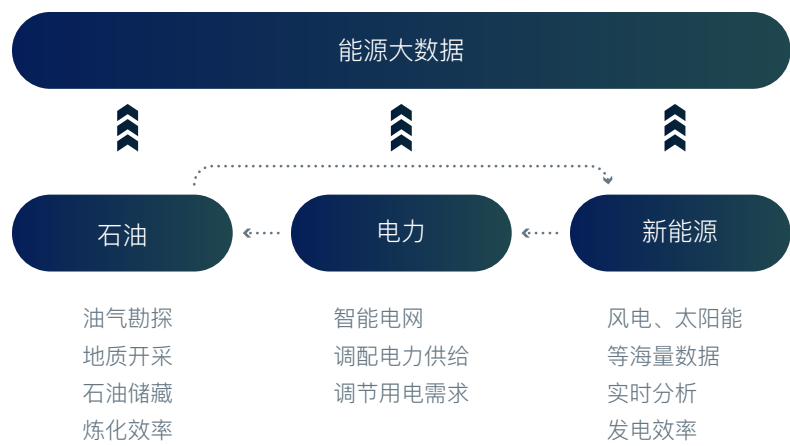 能源大数据
石油
电力
新能源
油气勘探
地质开采
石油储藏
炼化效率
智能电网
调配电力供给
调节用电需求
风电、太阳能
等海量数据
实时分析
发电效率